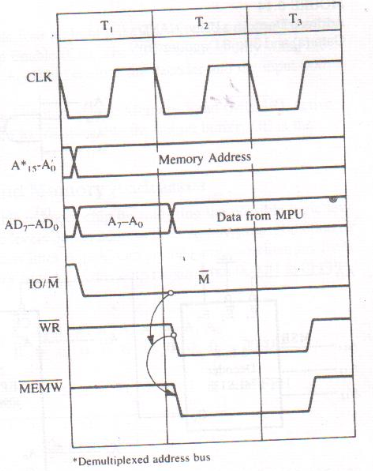 T₁ T₂ T₃
CLK
A*₁₅-A₀ Memory Address
AD₇–AD₀ A₇–A₀ Data from MPU
IO/M̅ M̅
W̅R̅
M̅E̅M̅W̅
*Demultiplexed address bus